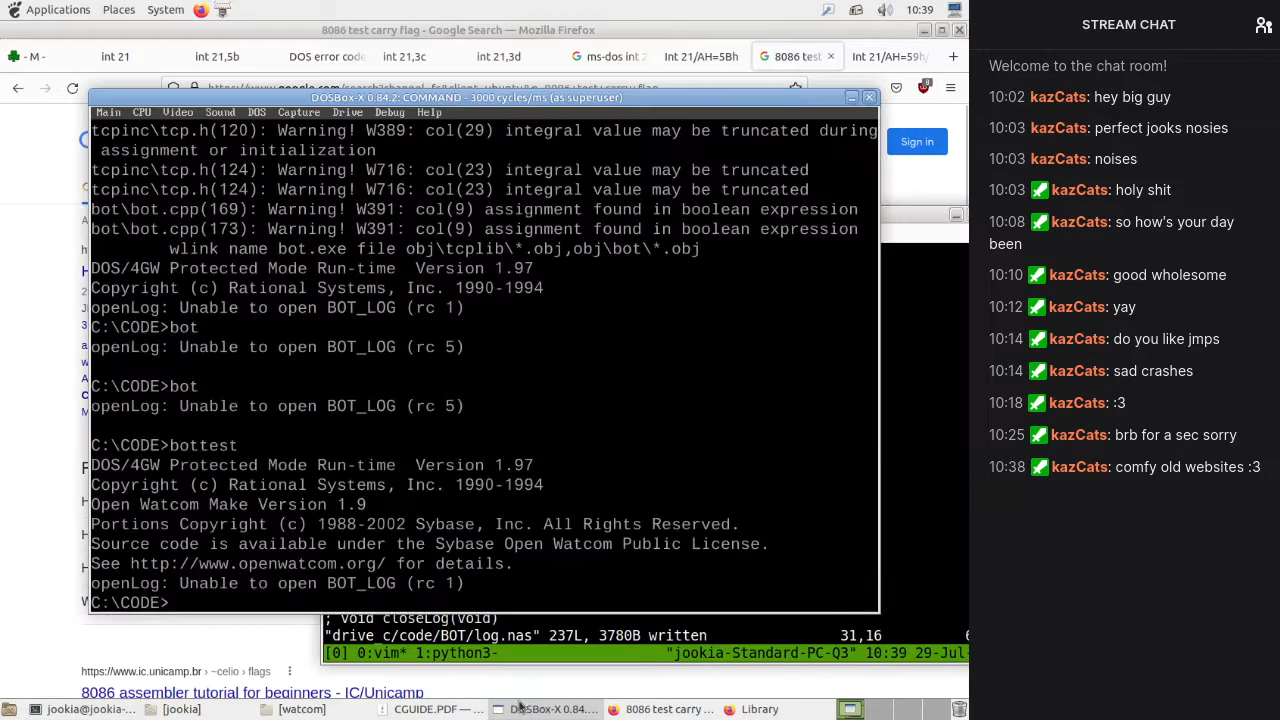 Applications Places System 10:39
8086 test carry flag - Google Search — Mozilla Firefox
- M - int 21 int 21,5b DOS error code int 21,3c int 21,3d ms-dos int 2 Int 21/AH=5Bh 8086 test Int 21/AH=59h/
DOSBox-X 0.84.2: COMMAND - 3000 cycles/ms (as superuser)
Main CPU Video Sound DOS Capture Drive Debug Help
Sign in
tcpinc\tcp.h(120): Warning! W389: col(29) integral value may be truncated during
assignment or initialization
tcpinc\tcp.h(124): Warning! W716: col(23) integral value may be truncated
tcpinc\tcp.h(124): Warning! W716: col(23) integral value may be truncated
bot\bot.cpp(169): Warning! W391: col(9) assignment found in boolean expression
bot\bot.cpp(173): Warning! W391: col(9) assignment found in boolean expression
wlink name bot.exe file obj\tcplib\*.obj,obj\bot\*.obj
DOS/4GW Protected Mode Run-time Version 1.97
Copyright (c) Rational Systems, Inc. 1990-1994
openLog: Unable to open BOT_LOG (rc 1)
C:\CODE>bot
openLog: Unable to open BOT_LOG (rc 5)
C:\CODE>bot
openLog: Unable to open BOT_LOG (rc 5)
C:\CODE>bottest
DOS/4GW Protected Mode Run-time Version 1.97
Copyright (c) Rational Systems, Inc. 1990-1994
Open Watcom Make Version 1.9
Portions Copyright (c) 1988-2002 Sybase, Inc. All Rights Reserved.
Source code is available under the Sybase Open Watcom Public License.
See http://www.openwatcom.org/ for details.
openLog: Unable to open BOT_LOG (rc 1)
C:\CODE>
; void closeLog(void)
"drive c/code/BOT/log.nas" 237L, 3780B written 31,16
[0] 0:vim* 1:python3- "jookia-Standard-PC-Q3" 10:39 29-Jul-
https://www.ic.unicamp.br › ~celio › flags
8086 assembler tutorial for beginners - IC/Unicamp
jookia@jookia-... [jookia] [watcom] CGUIDE.PDF —... DOSBox-X 0.84.... 8086 test carry ... Library
STREAM CHAT
Welcome to the chat room!
10:02 kazCats: hey big guy
10:03 kazCats: perfect jooks nosies
10:03 kazCats: noises
10:03 kazCats: holy shit
10:08 kazCats: so how's your day
been
10:10 kazCats: good wholesome
10:12 kazCats: yay
10:14 kazCats: do you like jmps
10:14 kazCats: sad crashes
10:18 kazCats: :3
10:25 kazCats: brb for a sec sorry
10:38 kazCats: comfy old websites :3